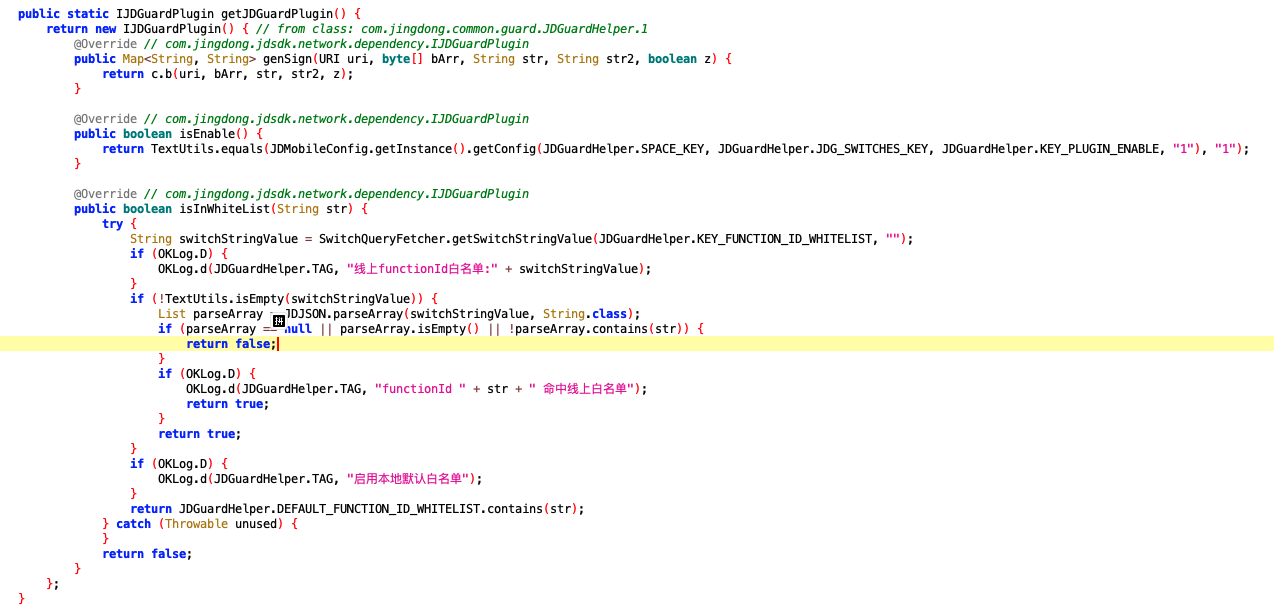 public static IJDGuardPlugin getJDGuardPlugin() {
return new IJDGuardPlugin() { // from class: com.jingdong.common.guard.JDGuardHelper.1
@Override // com.jingdong.jdsdk.network.dependency.IJDGuardPlugin
public Map<String, String> genSign(URI uri, byte[] bArr, String str, String str2, boolean z) {
return c.b(uri, bArr, str, str2, z);
}
@Override // com.jingdong.jdsdk.network.dependency.IJDGuardPlugin
public boolean isEnable() {
return TextUtils.equals(JDMobileConfig.getInstance().getConfig(JDGuardHelper.SPACE_KEY, JDGuardHelper.JDG_SWITCHES_KEY, JDGuardHelper.KEY_PLUGIN_ENABLE, "1"), "1");
}
@Override // com.jingdong.jdsdk.network.dependency.IJDGuardPlugin
public boolean isInWhiteList(String str) {
try {
String switchStringValue = SwitchQueryFetcher.getSwitchStringValue(JDGuardHelper.KEY_FUNCTION_ID_WHITELIST, "");
if (OKLog.D) {
OKLog.d(JDGuardHelper.TAG, "线上functionId白名单:" + switchStringValue);
}
if (!TextUtils.isEmpty(switchStringValue)) {
List parseArray = JDJSON.parseArray(switchStringValue, String.class);
if (parseArray == null || parseArray.isEmpty() || !parseArray.contains(str)) {
return false;
}
if (OKLog.D) {
OKLog.d(JDGuardHelper.TAG, "functionId " + str + " 命中线上白名单");
return true;
}
return true;
}
if (OKLog.D) {
OKLog.d(JDGuardHelper.TAG, "启用本地默认白名单");
}
return JDGuardHelper.DEFAULT_FUNCTION_ID_WHITELIST.contains(str);
} catch (Throwable unused) {
}
return false;
}
};
}